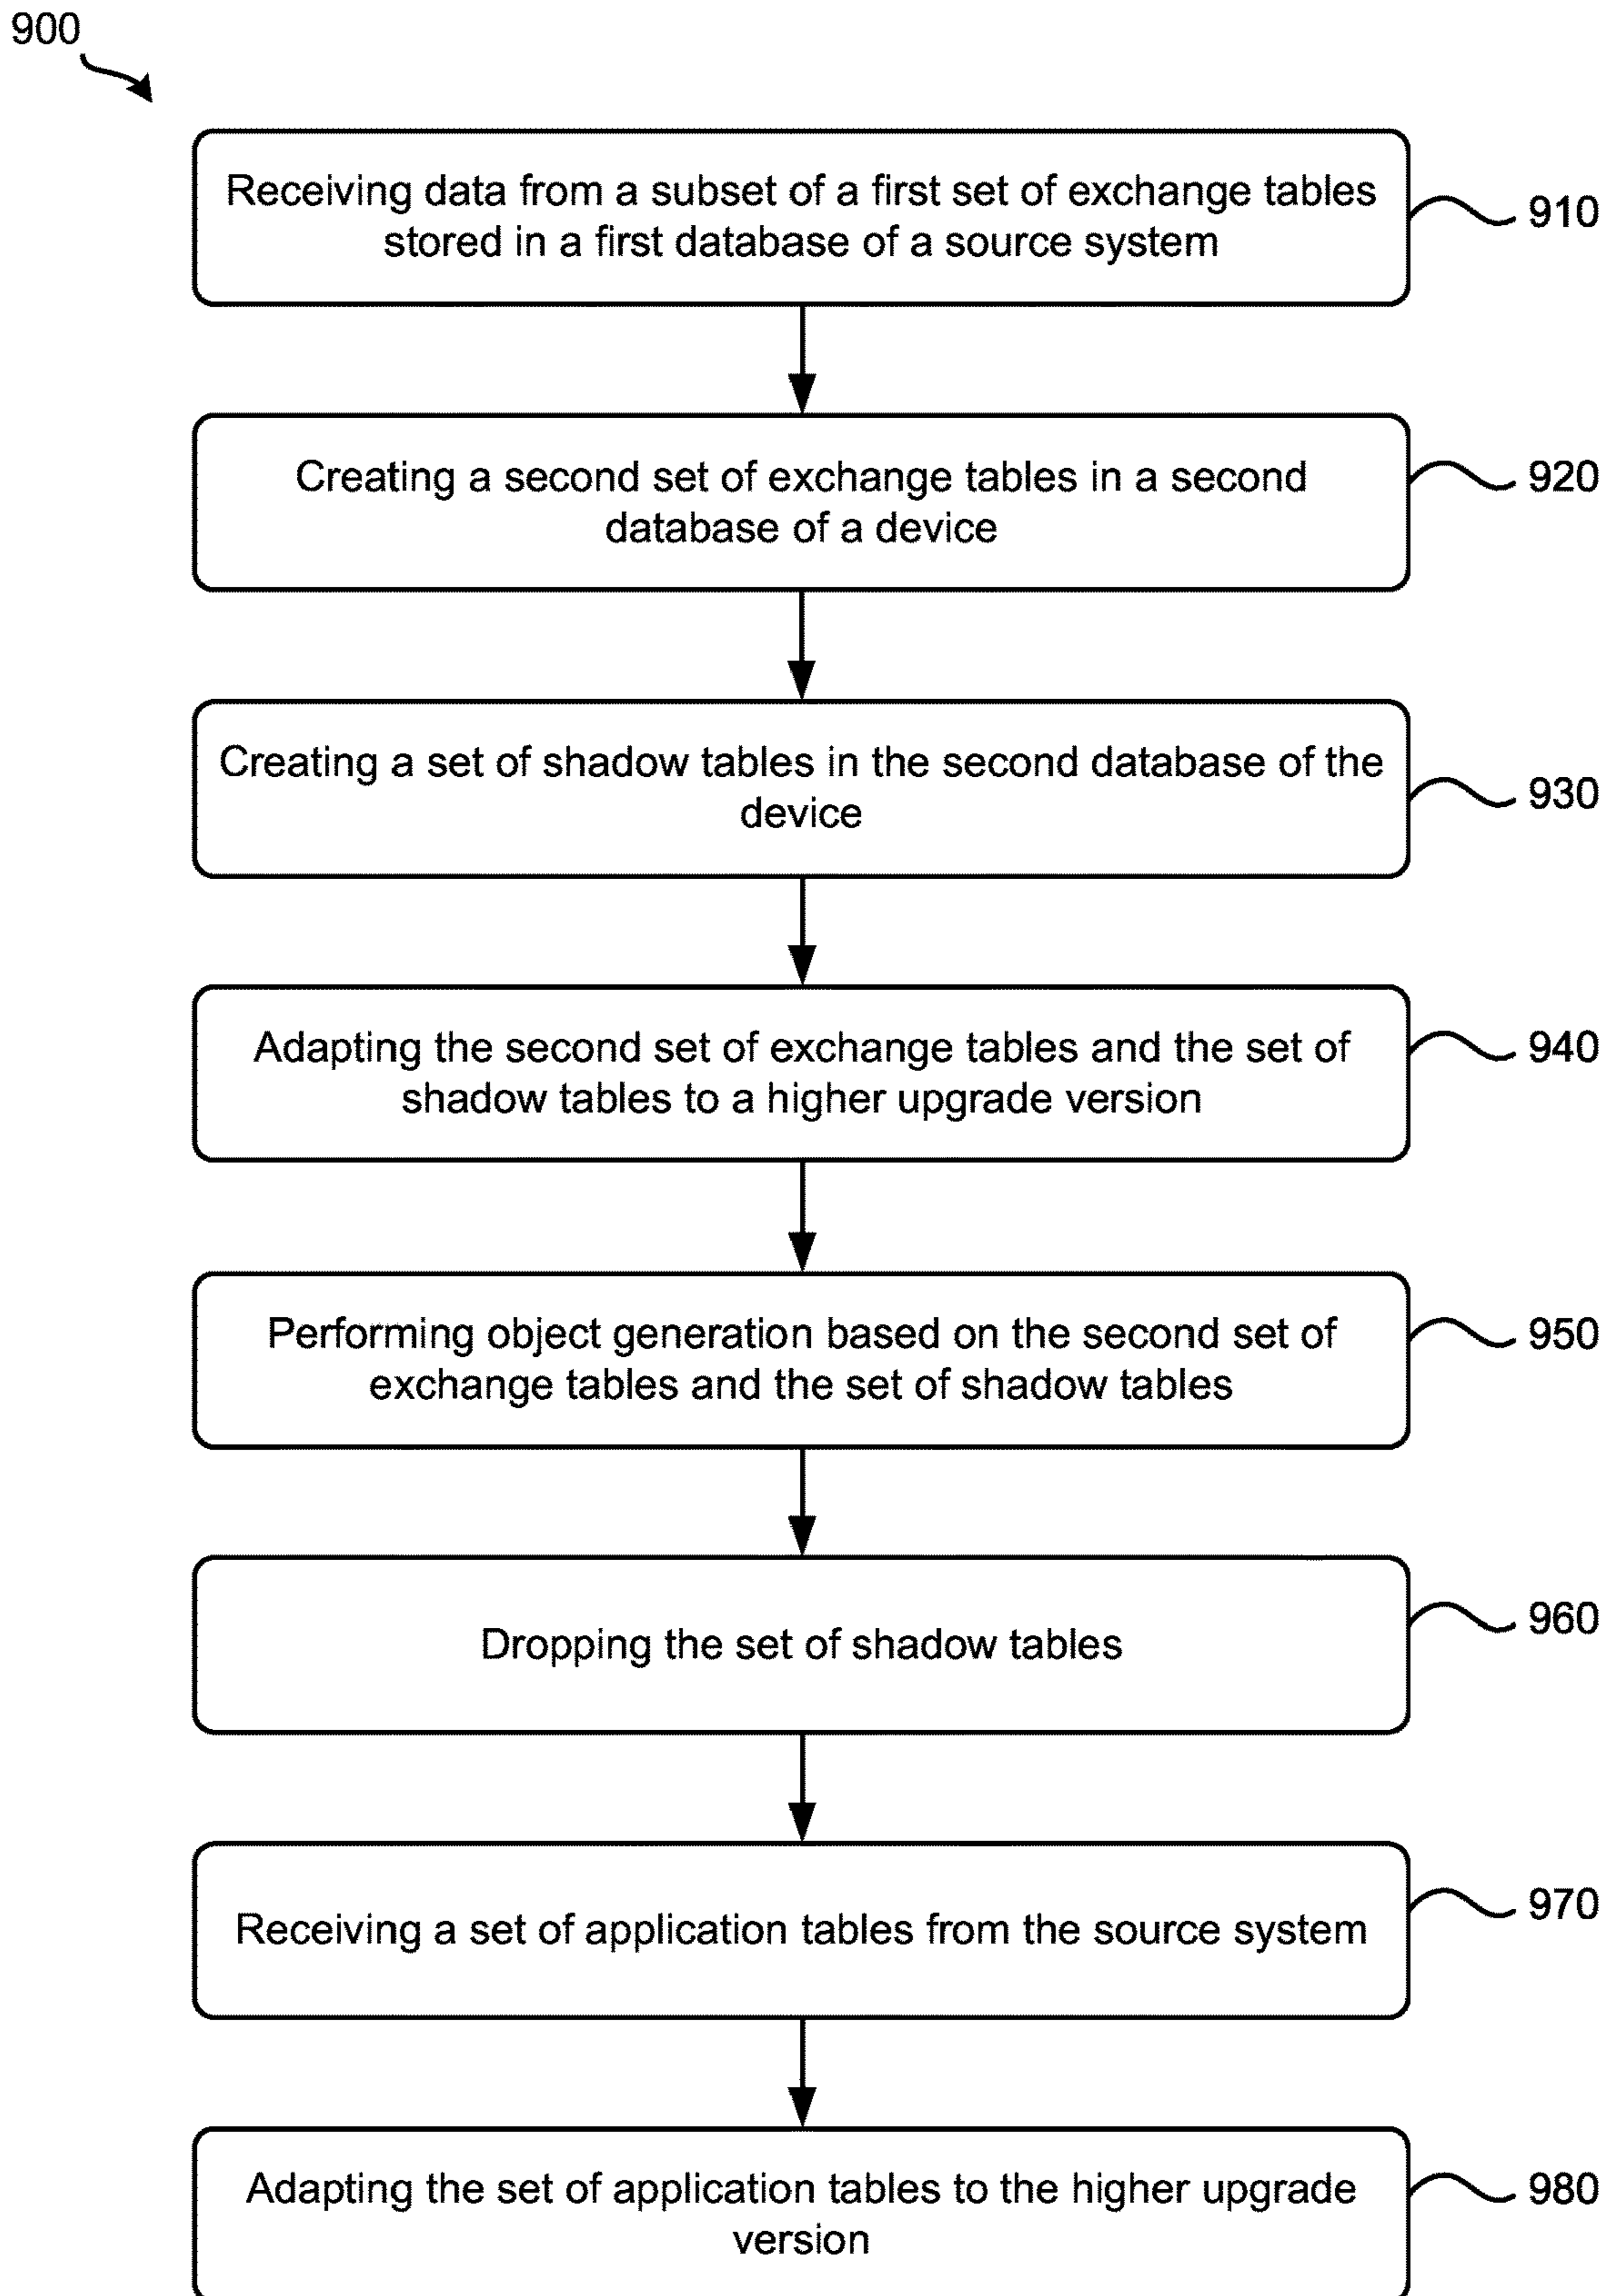 900
Receiving data from a subset of a first set of exchange tables
stored in a first database of a source system
910
Creating a second set of exchange tables in a second
database of a device
920
Creating a set of shadow tables in the second database of the
device
930
Adapting the second set of exchange tables and the set of
shadow tables to a higher upgrade version
940
Performing object generation based on the second set of
exchange tables and the set of shadow tables
950
Dropping the set of shadow tables
960
Receiving a set of application tables from the source system
970
Adapting the set of application tables to the higher upgrade
version
980